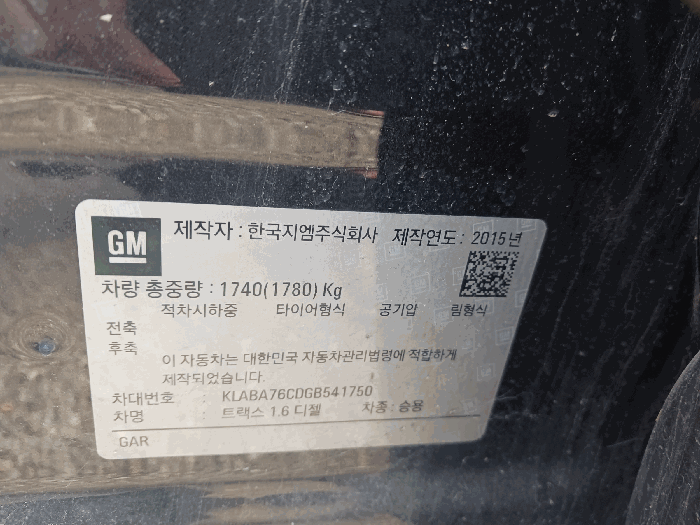 GM
제작자 : 한국지엠주식회사 제작연도 : 2015년
차량 총중량 : 1740(1780) Kg
적차시하중 타이어형식 공기압 림형식
전축
후축
이 자동차는 대한민국 자동차관리법령에 적합하게
제작되었습니다.
차대번호 : KLABA76CDGB541750
차명 : 트랙스 1.6 디젤 차종 : 승용
GAR